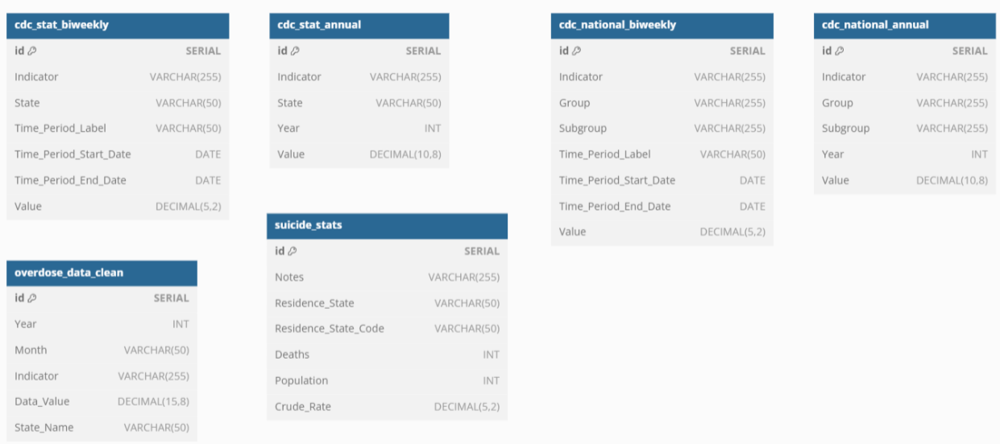 cdc_stat_biweekly
id SERIAL
Indicator VARCHAR(255)
State VARCHAR(50)
Time_Period_Label VARCHAR(50)
Time_Period_Start_Date DATE
Time_Period_End_Date DATE
Value DECIMAL(5,2)
cdc_stat_annual
id SERIAL
Indicator VARCHAR(255)
State VARCHAR(50)
Year INT
Value DECIMAL(10,8)
cdc_national_biweekly
id SERIAL
Indicator VARCHAR(255)
Group VARCHAR(255)
Subgroup VARCHAR(255)
Time_Period_Label VARCHAR(50)
Time_Period_Start_Date DATE
Time_Period_End_Date DATE
Value DECIMAL(5,2)
cdc_national_annual
id SERIAL
Indicator VARCHAR(255)
Group VARCHAR(255)
Subgroup VARCHAR(255)
Year INT
Value DECIMAL(10,8)
overdose_data_clean
id SERIAL
Year INT
Month VARCHAR(50)
Indicator VARCHAR(255)
Data_Value DECIMAL(15,8)
State_Name VARCHAR(50)
suicide_stats
id SERIAL
Notes VARCHAR(255)
Residence_State VARCHAR(50)
Residence_State_Code VARCHAR(50)
Deaths INT
Population INT
Crude_Rate DECIMAL(5,2)